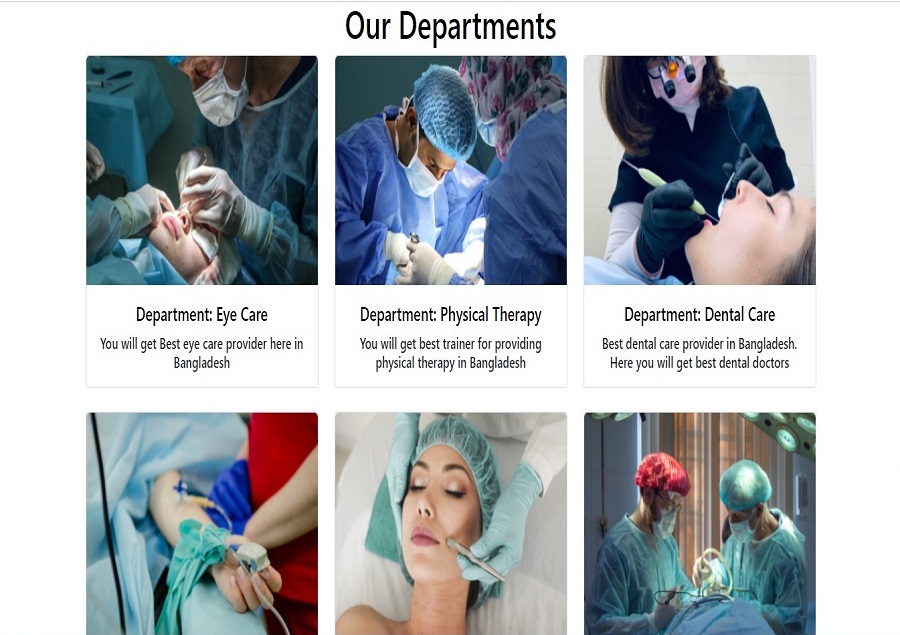 Our Departments
Department: Eye Care
You will get Best eye care provider here in
Bangladesh
Department: Physical Therapy
You will get best trainer for providing
physical therapy in Bangladesh
Department: Dental Care
Best dental care provider in Bangladesh.
Here you will get best dental doctors